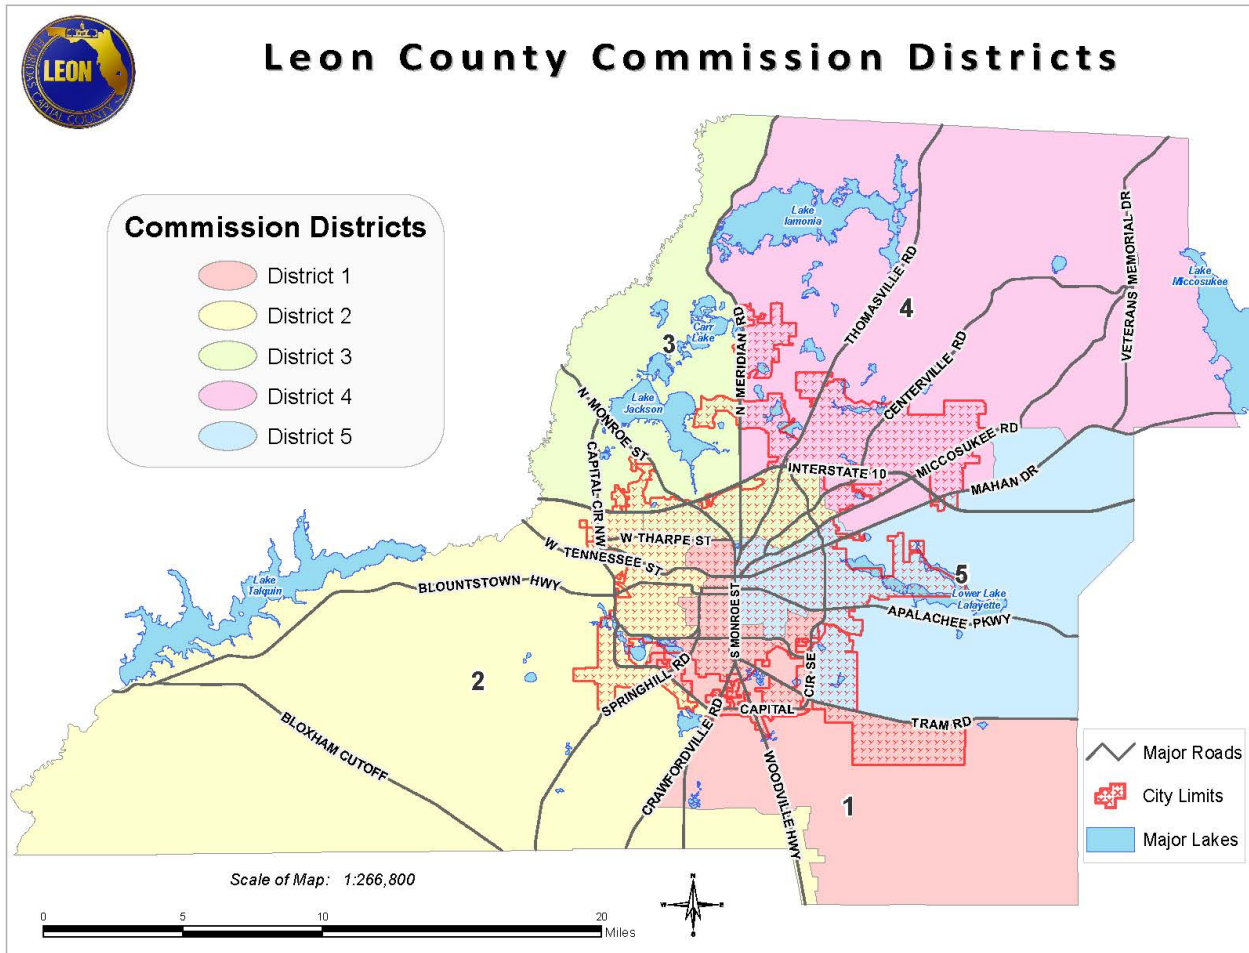 FLORIDA'S CAPITAL COUNTY
LEON
Leon County Commission Districts
Commission Districts
District 1
District 2
District 3
District 4
District 5
Lake
Iamonia
Lake
Miccosukee
Carr
Lake
Lake
Jackson
Lake
Talquin
Lower Lake
Lafayette
4
3
5
2
1
N MERIDIAN RD
THOMASVILLE RD
CENTERVILLE RD
VETERANS MEMORIAL DR
N MONROE ST
CAPITAL CIR NW
INTERSTATE 10
MICCOSUKEE RD
MAHAN DR
W THARPE ST
W TENNESSEE ST
BLOUNTSTOWN HWY
S MONROE ST
APALACHEE PKWY
SPRINGHILL RD
CIR SE
CAPITAL
TRAM RD
BLOXHAM CUTOFF
CRAWFORDVILLE RD
WOODVILLE HWY
Major Roads
City Limits
Major Lakes
Scale of Map: 1:266,800
0 5 10 20
Miles
N
W E
S